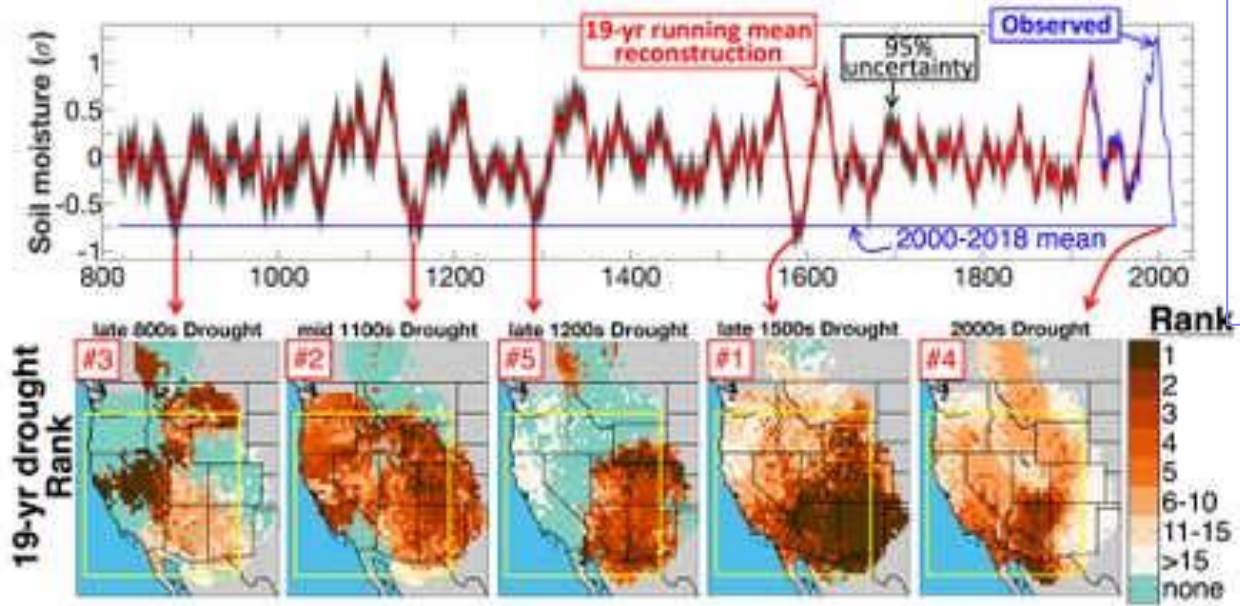 19-yr running mean
reconstruction
95%
uncertainty
Observed
Soil moisture (σ)
1
0.5
0
-0.5
-1
2000-2018 mean
800 1000 1200 1400 1600 1800 2000
late 800s Drought
mid 1100s Drought
late 1200s Drought
late 1500s Drought
2000s Drought
Rank
19-yr drought
Rank
#3
#2
#5
#1
#4
1
2
3
4
5
6-10
11-15
>15
none